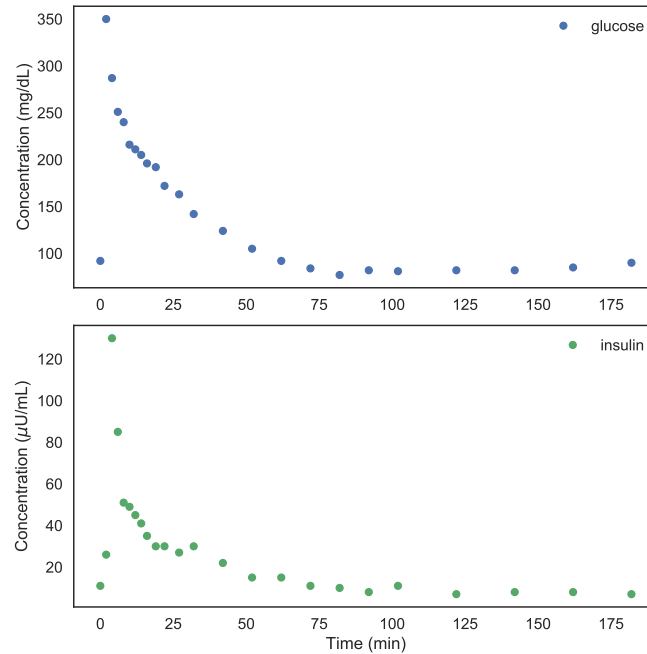 350
300
250
200
150
100
Concentration (mg/dL)
glucose
0 25 50 75 100 125 150 175
120
100
80
60
40
20
Concentration (μU/mL)
insulin
0 25 50 75 100 125 150 175
Time (min)